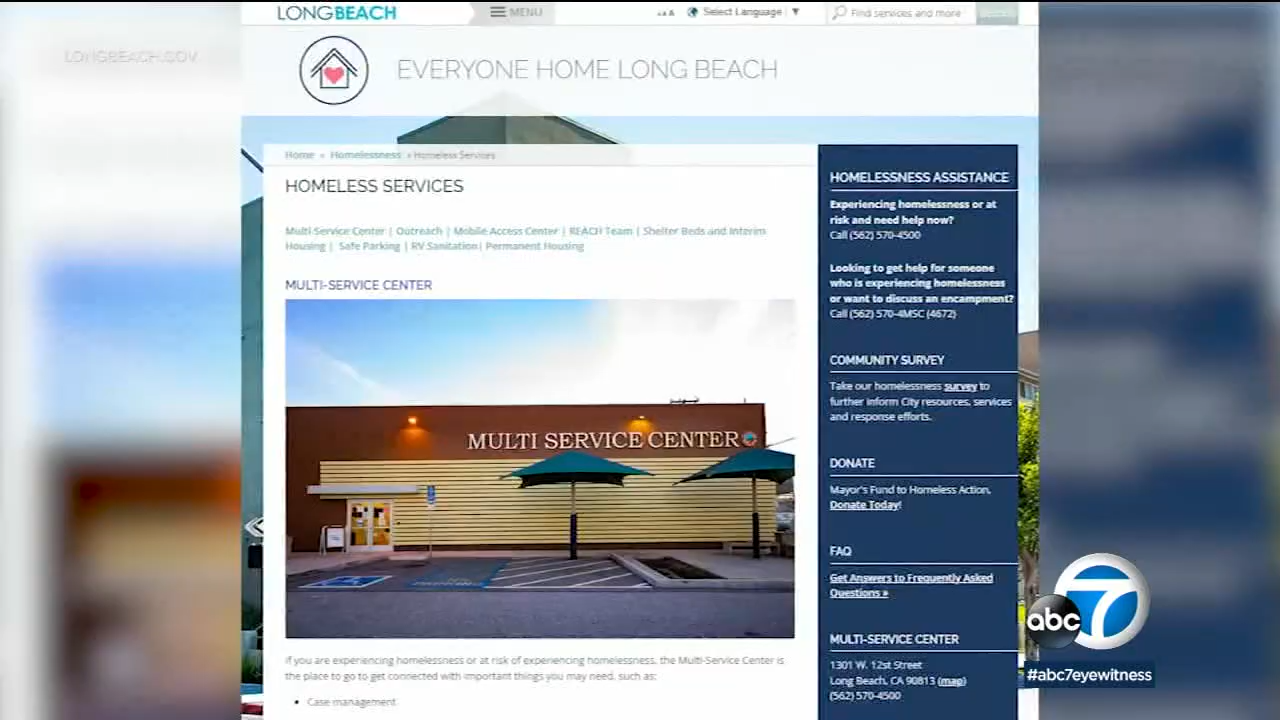 LONGBEACH
MENU
Select Language ▼
Find services and more
LONGBEACH.GOV
EVERYONE HOME LONG BEACH
Home » Homelessness » Homeless Services
HOMELESS SERVICES
Multi-Service Center | Outreach | Mobile Access Center | REACH Team | Shelter Beds and Interim
Housing | Safe Parking | RV Sanitation | Permanent Housing
MULTI-SERVICE CENTER
MULTI SERVICE CENTER
If you are experiencing homelessness or at risk of experiencing homelessness, the Multi-Service Center is
the place to go to get connected with important things you may need, such as:
• Case management
HOMELESSNESS ASSISTANCE
Experiencing homelessness or at
risk and need help now?
Call (562) 570-4500
Looking to get help for someone
who is experiencing homelessness
or want to discuss an encampment?
Call (562) 570-4MSC (4672)
COMMUNITY SURVEY
Take our homelessness survey to
further inform City resources, services
and response efforts.
DONATE
Mayor's Fund to Homeless Action,
Donate Today!
FAQ
Get Answers to Frequently Asked
Questions »
MULTI-SERVICE CENTER
1301 W. 12st Street
Long Beach, CA 90813 (map)
(562) 570-4500
abc 7
#abc7eyewitness